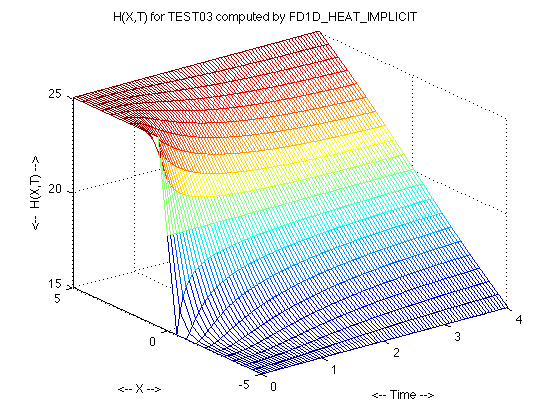 H(X,T) for TEST03 computed by FD1D_HEAT_IMPLICIT
25
20
15
<-- H(X,T) -->
5
0
-5
<-- X -->
0
1
2
3
4
<-- Time -->